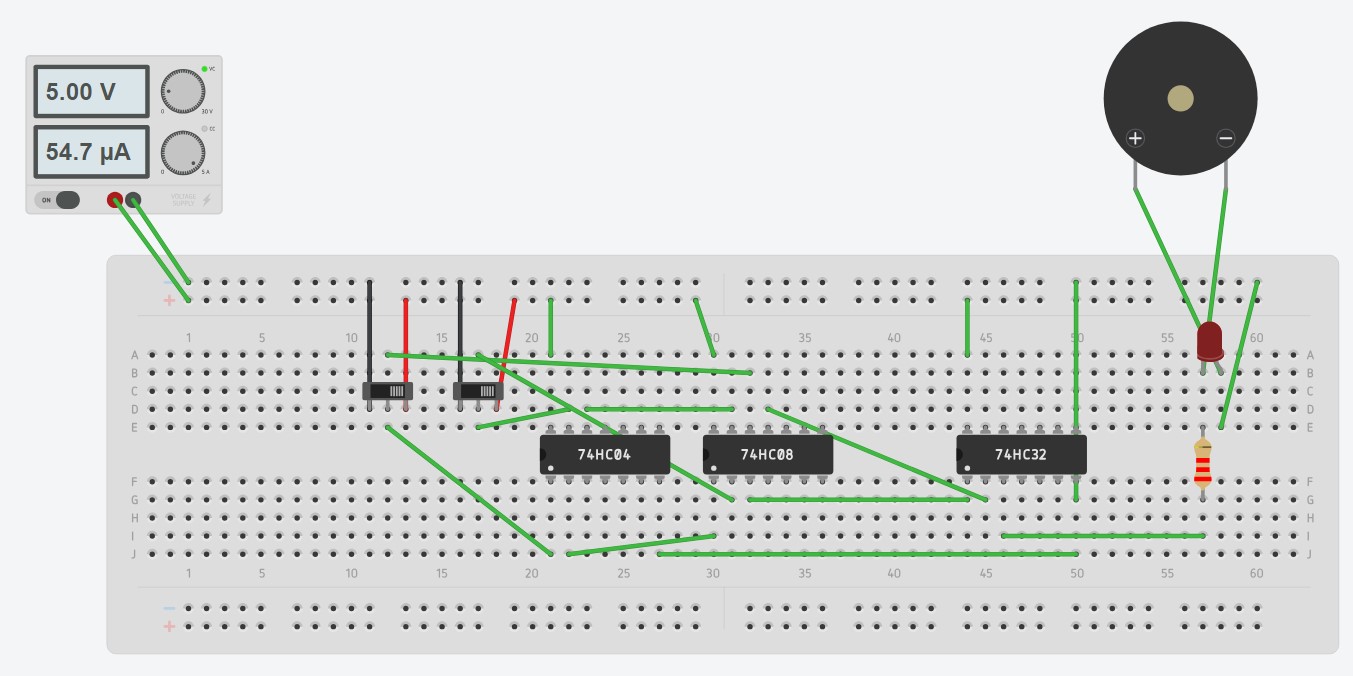 5.00 V
VC
0 30 V
54.7 µA
CC
0 5 A
ON
VOLTAGE
SUPPLY
+ −
−
+
1 5 10 15 20 25 30 35 40 45 50 55 60
A A
B B
C C
D D
E E
74HC04 74HC08 74HC32
F F
G G
H H
I I
J J
1 5 10 15 20 25 30 35 40 45 50 55 60
−
+